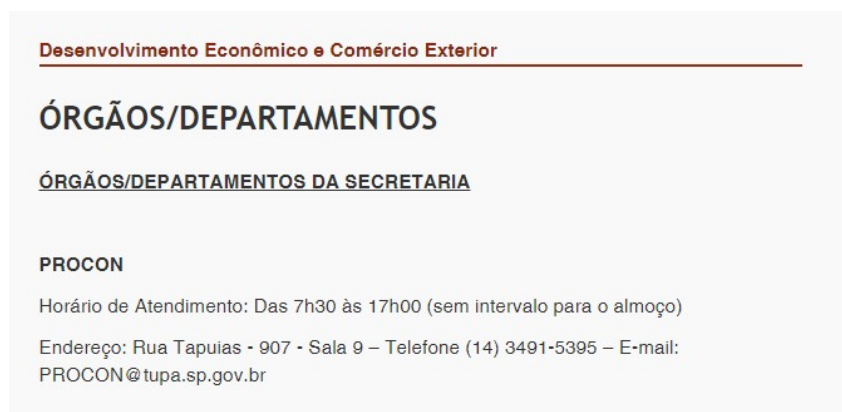 Desenvolvimento Econômico e Comércio Exterior
ÓRGÃOS/DEPARTAMENTOS
ÓRGÃOS/DEPARTAMENTOS DA SECRETARIA
PROCON
Horário de Atendimento: Das 7h30 às 17h00 (sem intervalo para o almoço)
Endereço: Rua Tapuias - 907 - Sala 9 – Telefone (14) 3491-5395 – E-mail:
PROCON@tupa.sp.gov.br